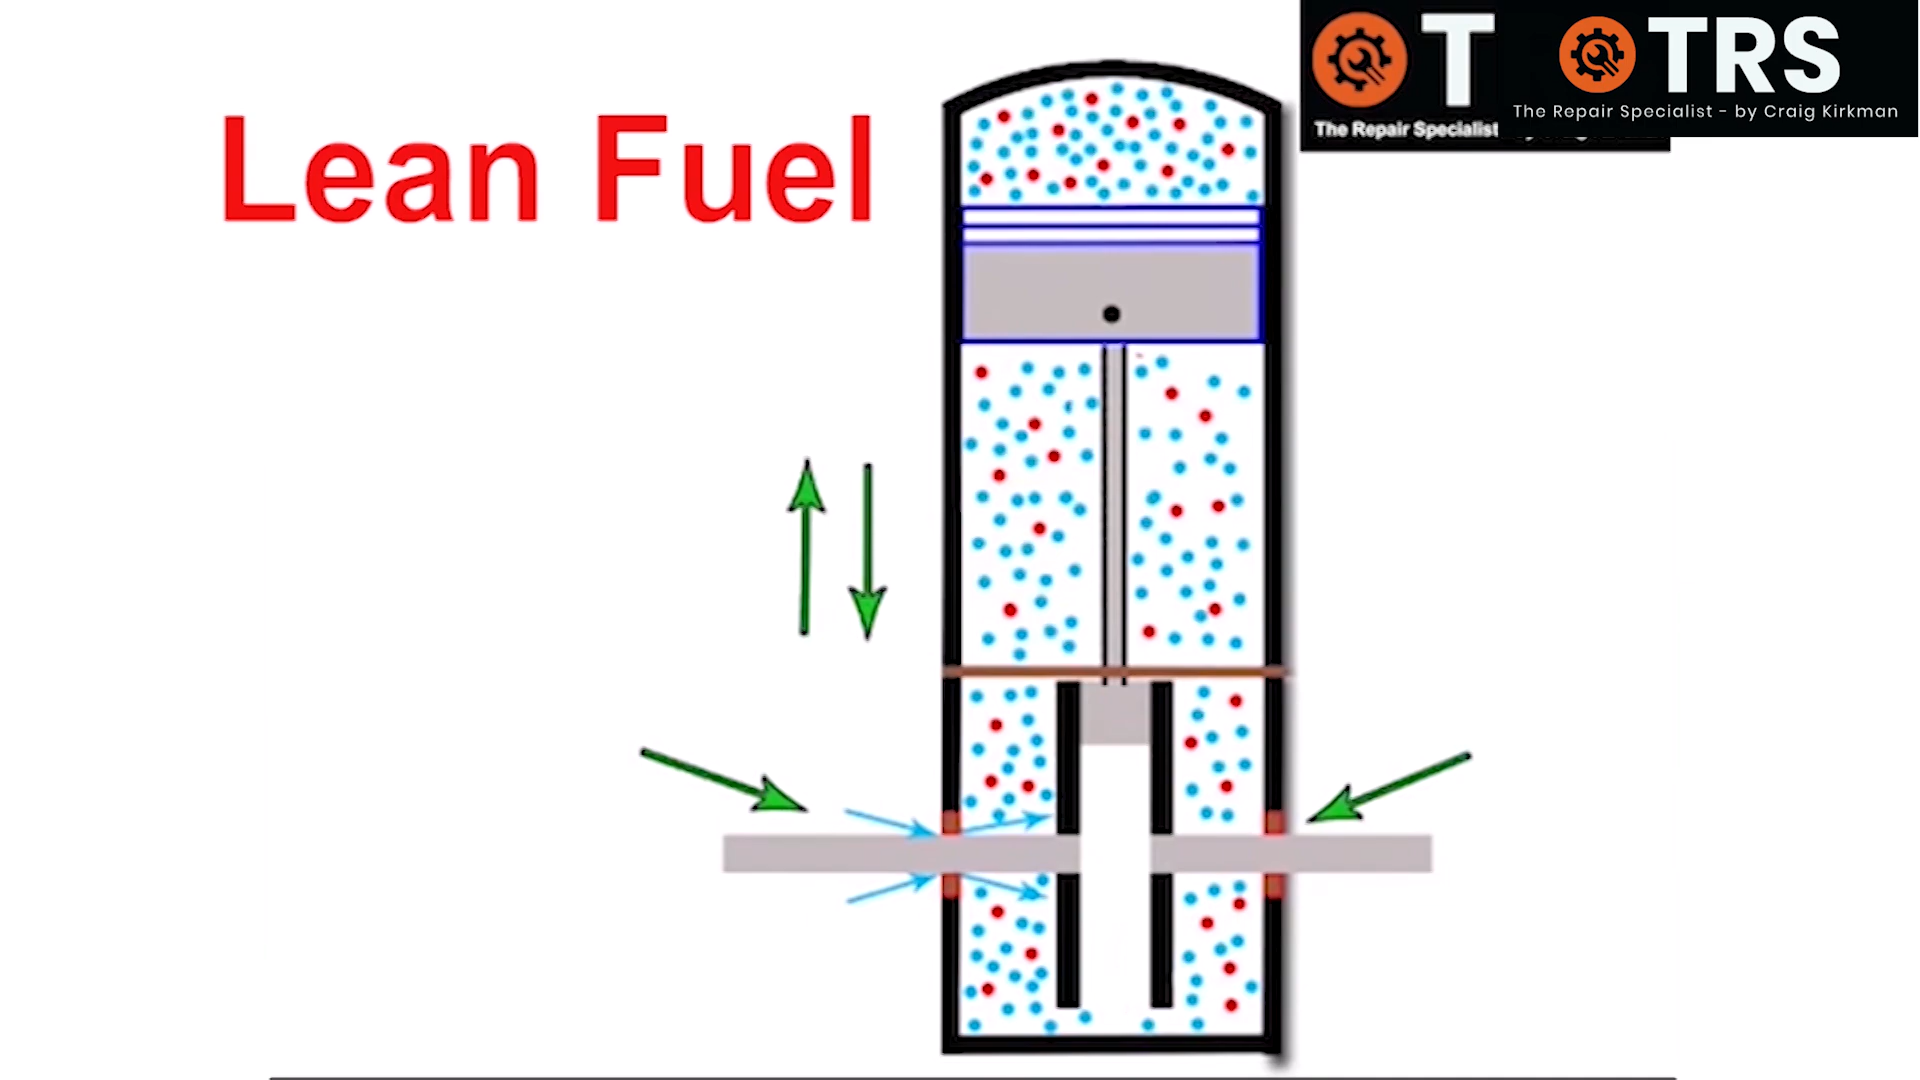 Lean Fuel
T
The Repair Specialist
TRS
The Repair Specialist - by Craig Kirkman